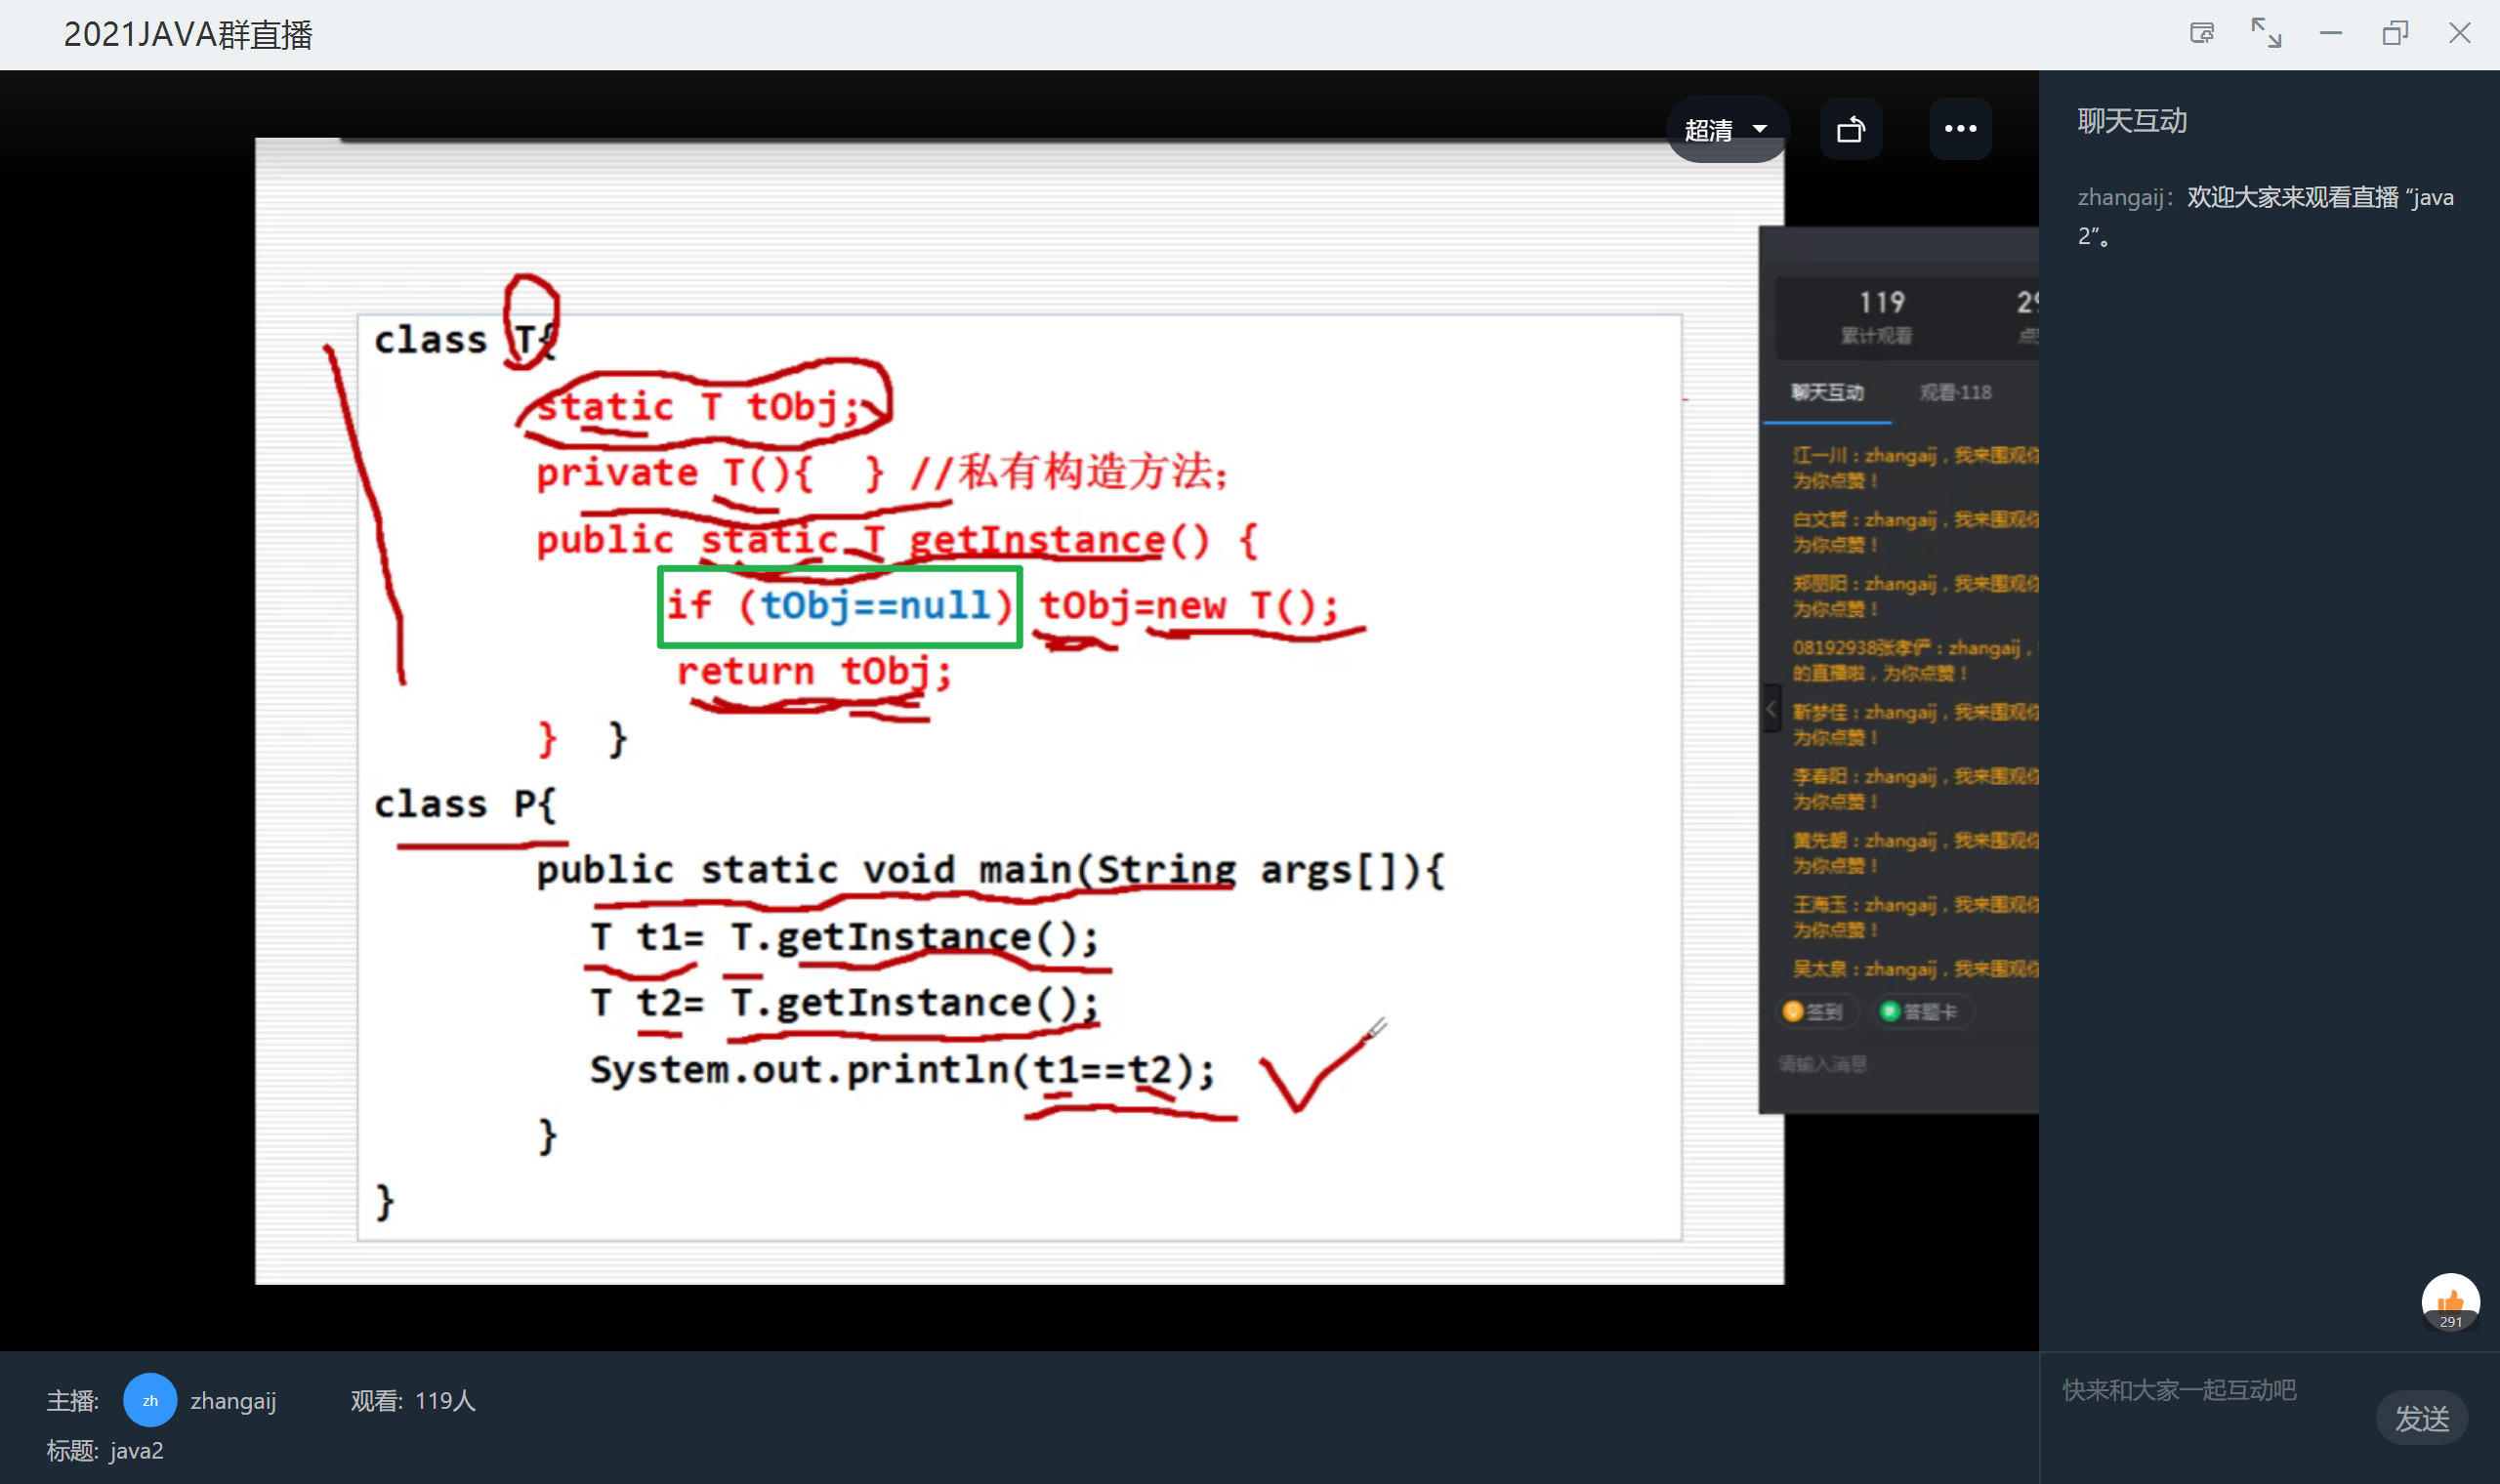 2021JAVA群直播
超清
class T{
static T tObj;
private T(){ } //私有构造方法;
public static T getInstance() {
if (tObj==null) tObj=new T();
return tObj;
} }
class P{
public static void main(String args[]){
T t1= T.getInstance();
T t2= T.getInstance();
System.out.println(t1==t2);
}
}
119
累计观看
聊天互动 观看·118
江一川：zhangaij，我来围观
为你点赞！
白文哲：zhangaij，我来围观
为你点赞！
郑丽阳：zhangaij，我来围观
为你点赞！
08192938张孝俨：zhangaij，
的直播啦，为你点赞！
靳梦佳：zhangaij，我来围观
为你点赞！
李春阳：zhangaij，我来围观
为你点赞！
黄先朝：zhangaij，我来围观
为你点赞！
王海玉：zhangaij，我来围观
为你点赞！
吴太泉：zhangaij，我来围观
签到 答题卡
请输入消息
聊天互动
zhangaij：欢迎大家来观看直播 “java
2”。
291
主播: zh zhangaij 观看: 119人
标题: java2
快来和大家一起互动吧
发送